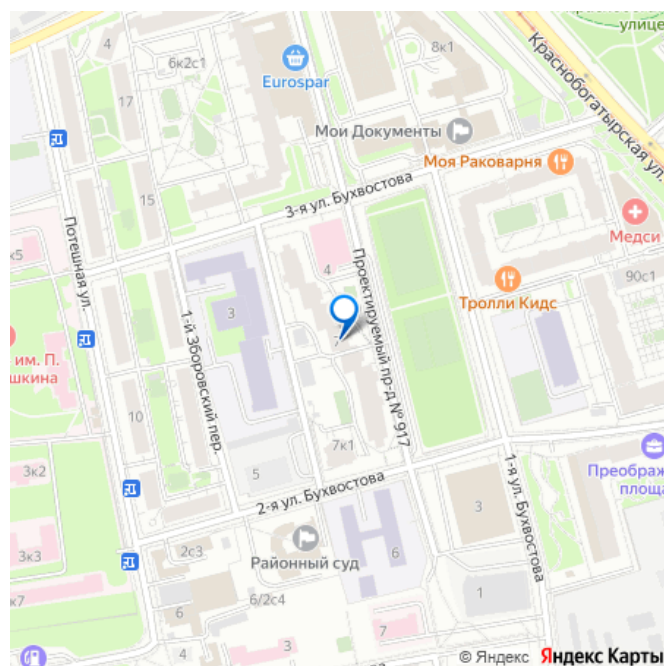 улице
4
6к2с1
8к1
Краснобогатырская ул.
Eurospar
17
Мои Документы
Моя Раковарня
15
3-я ул. Бухвостова
Потешная ул.
Медси
к5
4
Проектируемый пр-д № 917
90с1
Тролли Кидс
3
1-й Зборовский пер.
7
им. П.
шкина
10
7к1
3к2
5
2-я ул. Бухвостова
1-я ул. Бухвостова
Преображ
площа
3
3к3
2с3
Районный суд
6
к7
6
6/2с4
1
4
7
© Яндекс Яндекс Карты